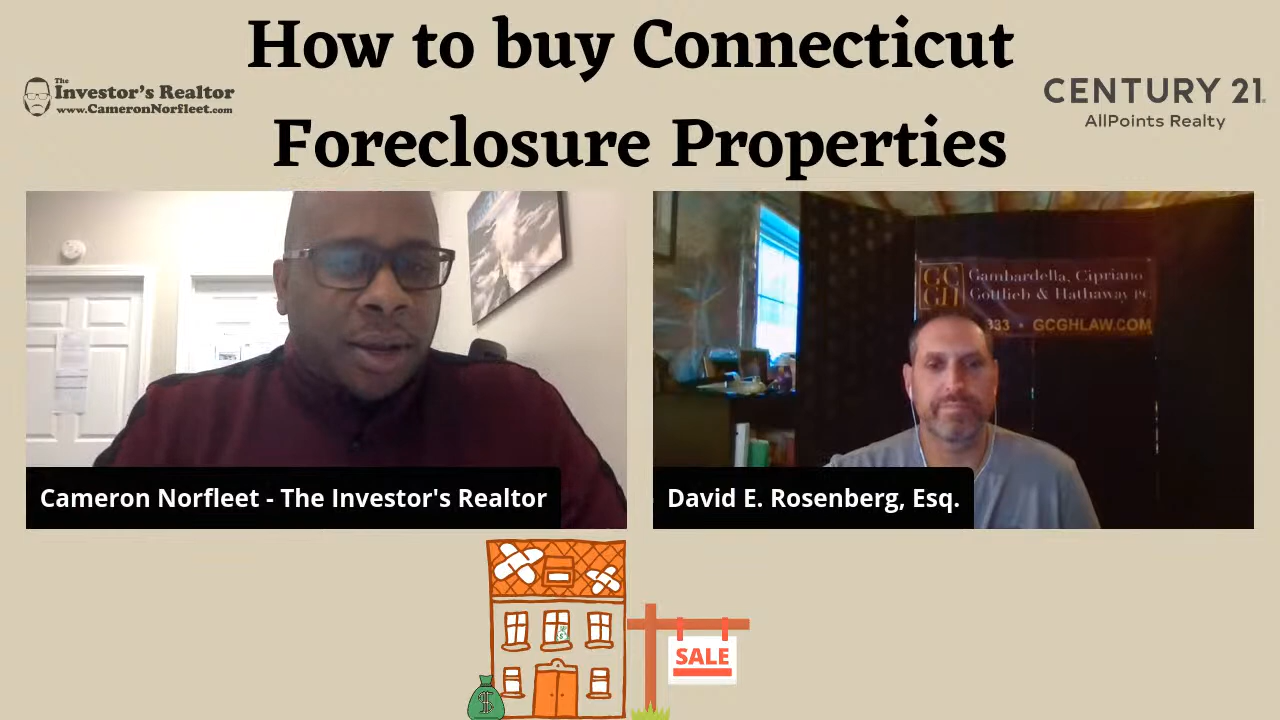 How to buy Connecticut
Foreclosure Properties
The
Investor's Realtor
www.CameronNorfleet.com
CENTURY 21
AllPoints Realty
GC
GH
Gambardella, Cipriano
Gottlieb & Hathaway PC
333 • GCGHLAW.COM
Cameron Norfleet - The Investor's Realtor
David E. Rosenberg, Esq.
SALE
$